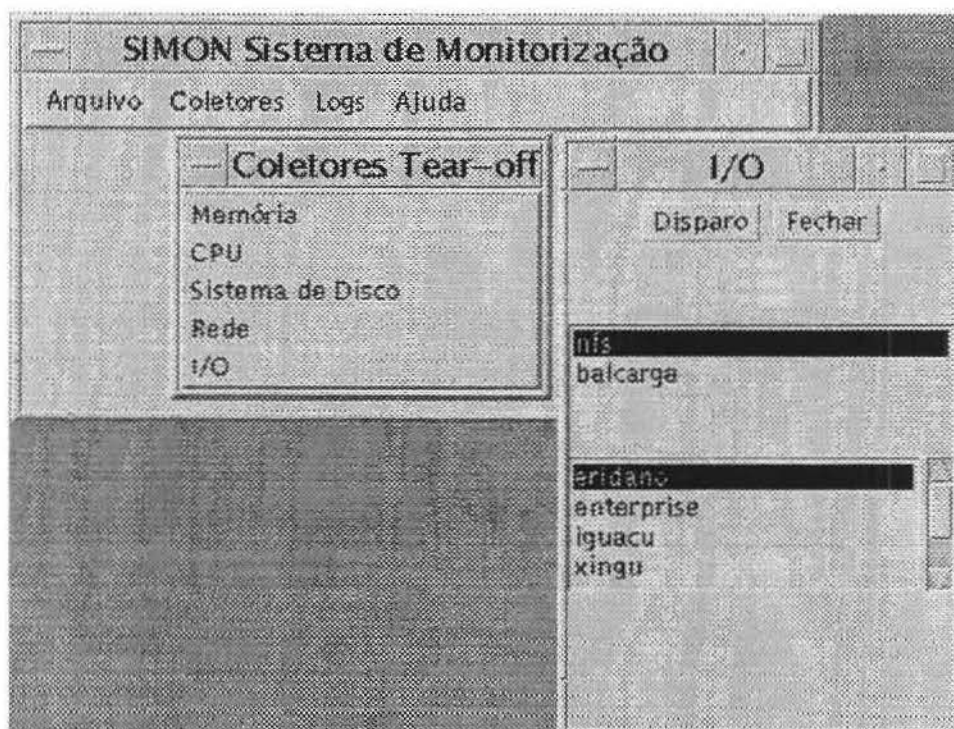 SIMON Sistema de Monitorização
Arquivo Coletores Logs Ajuda
Coletores Tear-off
Memória
CPU
Sistema de Disco
Rede
I/O
I/O
Disparo Fechar
nfs
balcarga
eridano
enterprise
iguacu
xingu